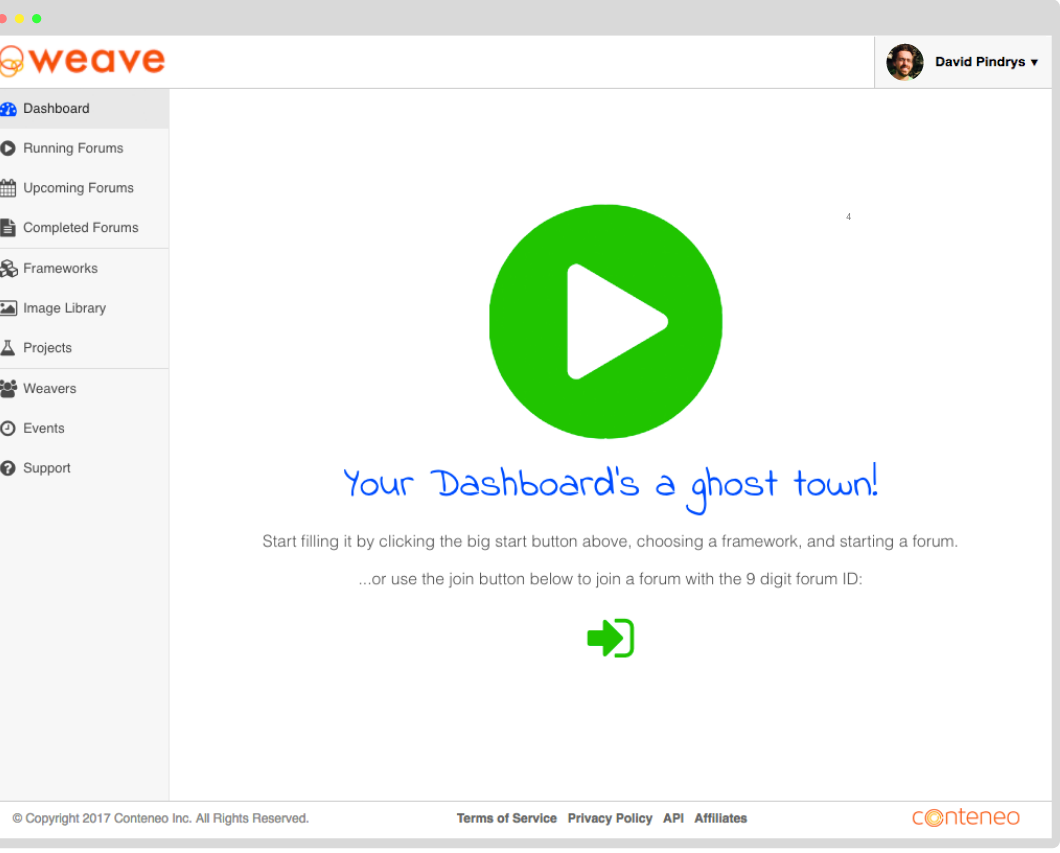 weave
David Pindrys ▾
Dashboard
Running Forums
Upcoming Forums
Completed Forums
Frameworks
Image Library
Projects
Weavers
Events
Support
4
Your Dashboard's a ghost town!
Start filling it by clicking the big start button above, choosing a framework, and starting a forum.
...or use the join button below to join a forum with the 9 digit forum ID:
© Copyright 2017 Conteneo Inc. All Rights Reserved.
Terms of Service Privacy Policy API Affiliates
conteneo